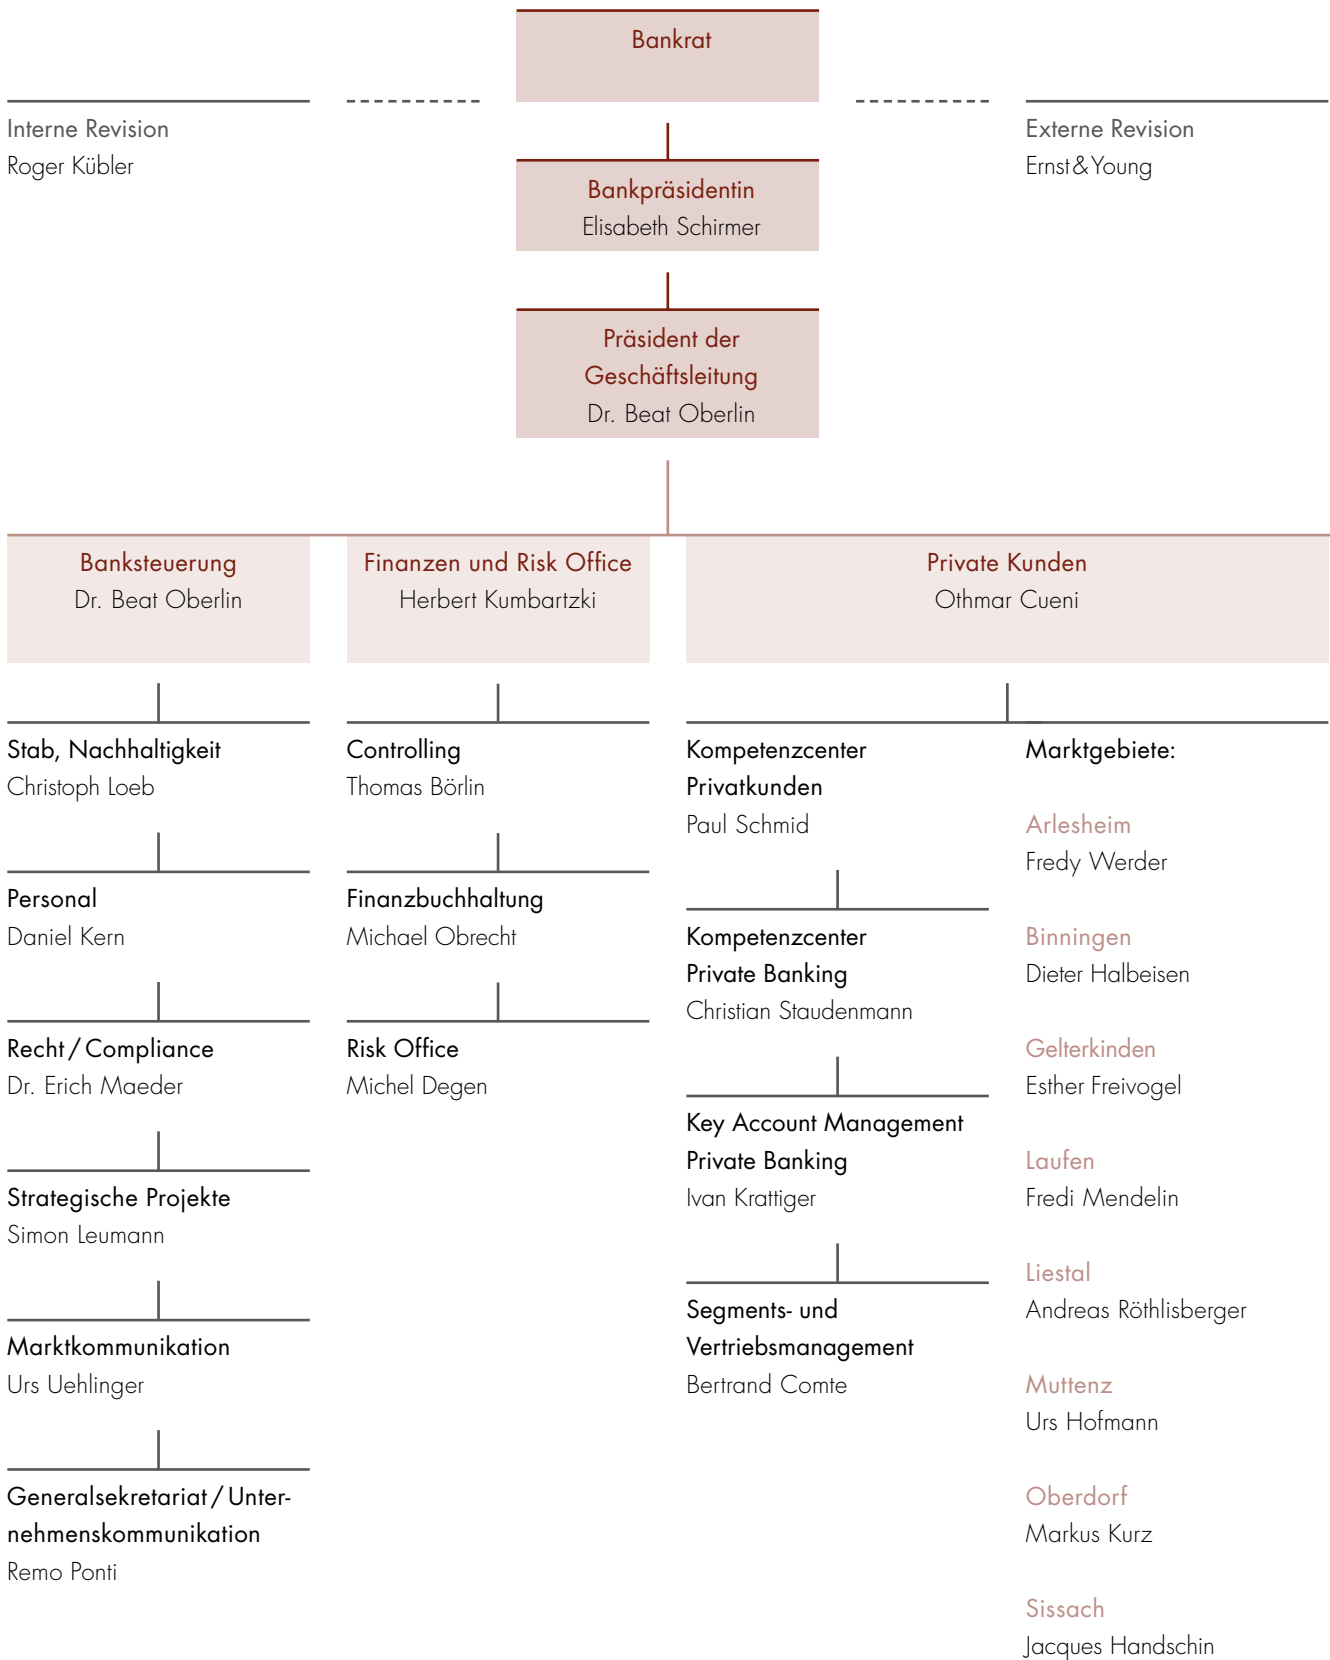 Bankrat
Interne Revision
Roger Kübler
Externe Revision
Ernst & Young
Bankpräsidentin
Elisabeth Schirmer
Präsident der
Geschäftsleitung
Dr. Beat Oberlin
Banksteuerung
Dr. Beat Oberlin
Finanzen und Risk Office
Herbert Kumbartzki
Private Kunden
Othmar Cueni
Stab, Nachhaltigkeit
Christoph Loeb
Personal
Daniel Kern
Recht / Compliance
Dr. Erich Maeder
Strategische Projekte
Simon Leumann
Marktkommunikation
Urs Uehlinger
Generalsekretariat / Unter-
nehmenskommunikation
Remo Ponti
Controlling
Thomas Börlin
Finanzbuchhaltung
Michael Obrecht
Risk Office
Michel Degen
Kompetenzcenter
Privatkunden
Paul Schmid
Kompetenzcenter
Private Banking
Christian Staudenmann
Key Account Management
Private Banking
Ivan Krattiger
Segments- und
Vertriebsmanagement
Bertrand Comte
Marktgebiete:
Arlesheim
Fredy Werder
Binningen
Dieter Halbeisen
Gelterkinden
Esther Freivogel
Laufen
Fredi Mendelin
Liestal
Andreas Röthlisberger
Muttenz
Urs Hofmann
Oberdorf
Markus Kurz
Sissach
Jacques Handschin